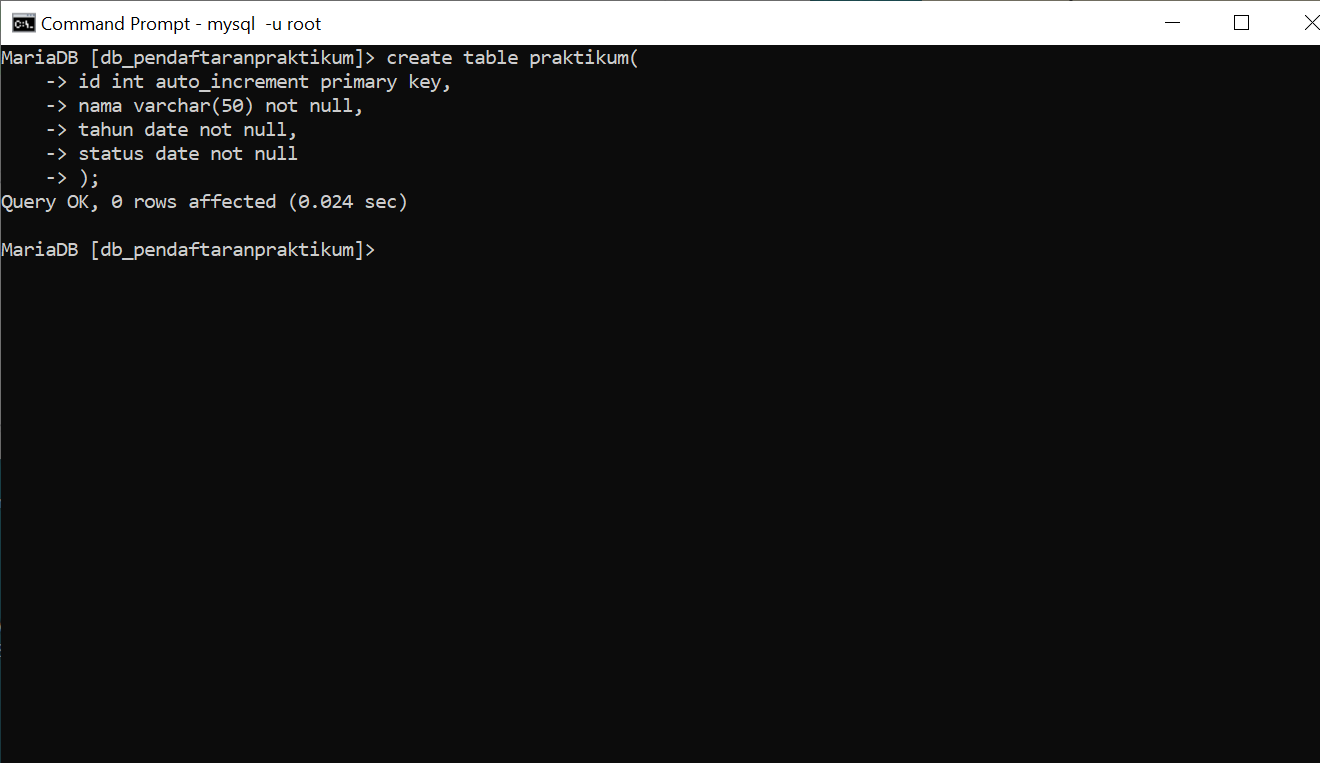 Command Prompt - mysql  -u root
MariaDB [db_pendaftaranpraktikum]> create table praktikum(
    -> id int auto_increment primary key,
    -> nama varchar(50) not null,
    -> tahun date not null,
    -> status date not null
    -> );
Query OK, 0 rows affected (0.024 sec)
MariaDB [db_pendaftaranpraktikum]>